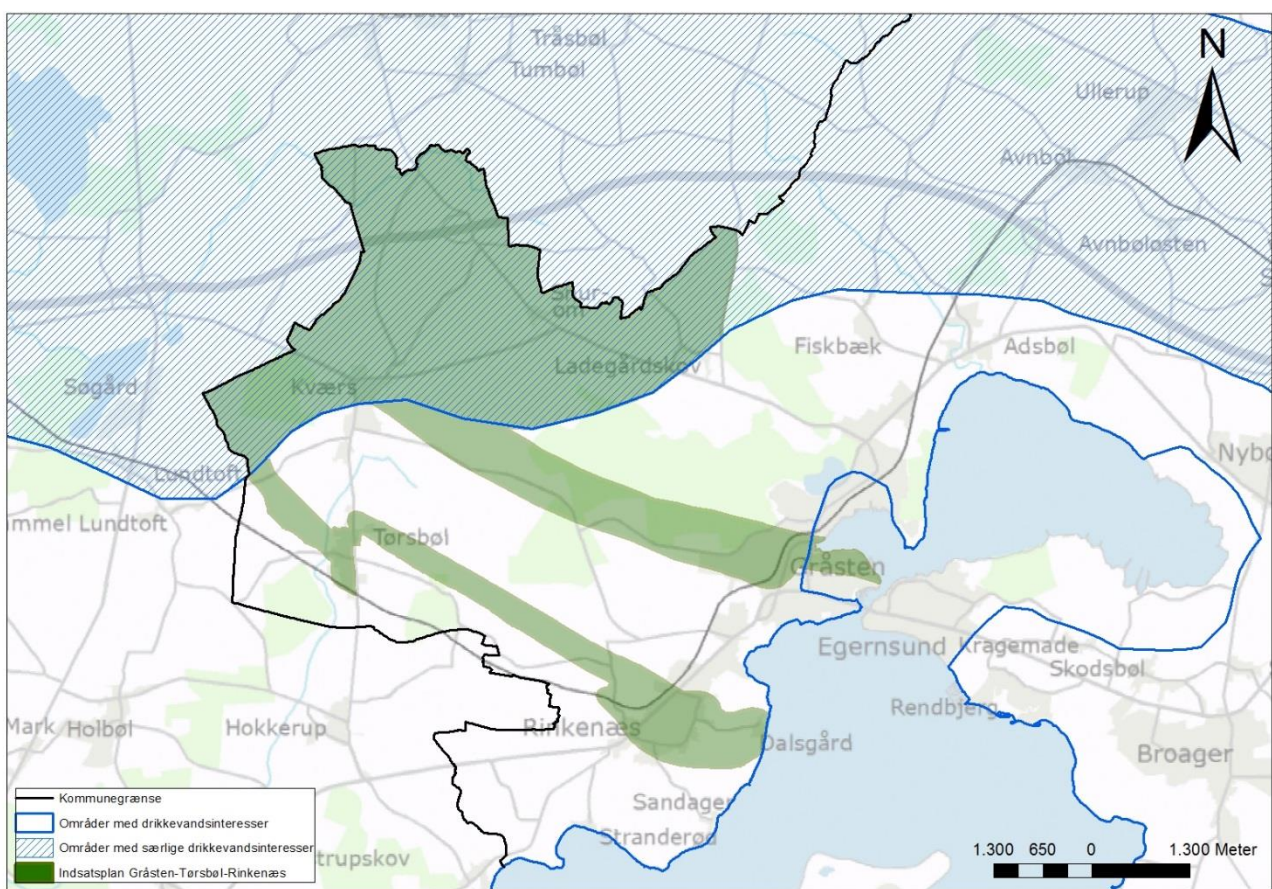 N
Tråsbøl
Tumbøl
Ullerup
Avnbøl
Avnbøløsten
Fiskbæk
Adsbøl
Ladegårdskov
Søgård
Kværs
Lundtoft
mmel Lundtoft
Tørsbøl
Gråsten
Egernsund
Kragemade
Skodsbøl
Rendbjerg
Mark
Holbøl
Hokkerup
Rinkenæs
Dalsgård
Broager
Sandager
Stranderød
trupskov
Kommunegrænse
Områder med drikkevandsinteresser
Områder med særlige drikkevandsinteresser
Indsatsplan Gråsten-Tørsbøl-Rinkenæs
1.300 650 0 1.300 Meter